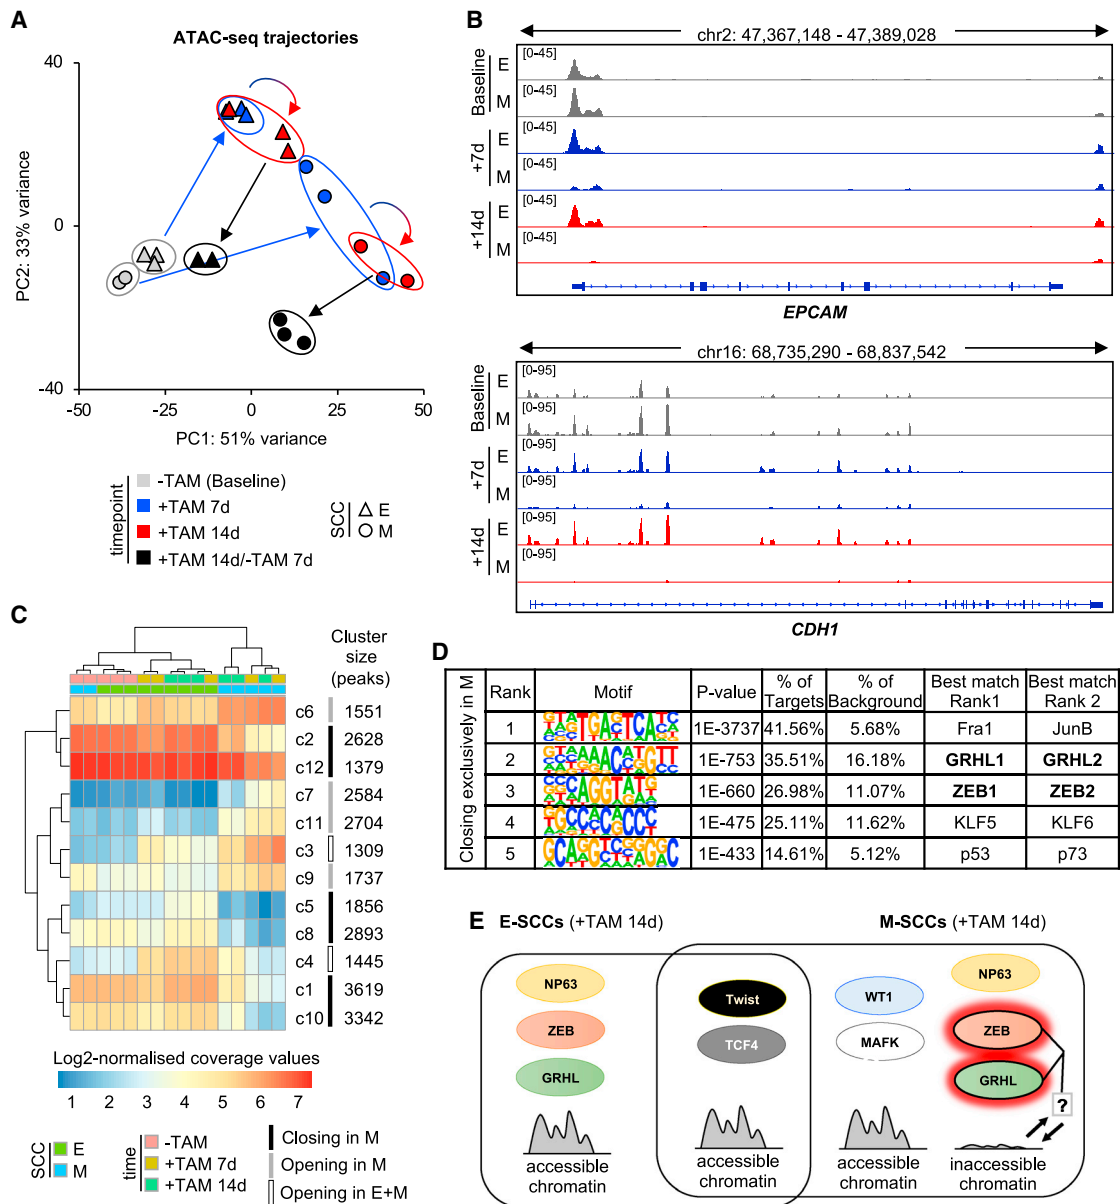 A
ATAC-seq trajectories
40
0
-40
PC2: 33% variance
-50
-25
0
25
50
PC1: 51% variance
timepoint
-TAM (Baseline)
+TAM 7d
+TAM 14d
+TAM 14d/-TAM 7d
SCC
E
M
B
chr2: 47,367,148 - 47,389,028
Baseline
E
[0-45]
M
[0-45]
+7d
E
[0-45]
M
[0-45]
+14d
E
[0-45]
M
[0-45]
EPCAM
chr16: 68,735,290 - 68,837,542
Baseline
E
[0-95]
M
[0-95]
+7d
E
[0-95]
M
[0-95]
+14d
E
[0-95]
M
[0-95]
CDH1
C
Cluster
size
(peaks)
c6 1551
c2 2628
c12 1379
c7 2584
c11 2704
c3 1309
c9 1737
c5 1856
c8 2893
c4 1445
c1 3619
c10 3342
Log2-normalised coverage values
1 2 3 4 5 6 7
SCC
E
M
time
-TAM
+TAM 7d
+TAM 14d
Closing in M
Opening in M
Opening in E+M
D
Closing exclusively in M
Rank Motif P-value % of Targets % of Background Best match Rank1 Best match Rank 2
1 1E-3737 41.56% 5.68% Fra1 JunB
2 1E-753 35.51% 16.18% GRHL1 GRHL2
3 1E-660 26.98% 11.07% ZEB1 ZEB2
4 1E-475 25.11% 11.62% KLF5 KLF6
5 1E-433 14.61% 5.12% p53 p73
E
E-SCCs (+TAM 14d)
M-SCCs (+TAM 14d)
NP63
ZEB
GRHL
accessible
chromatin
Twist
TCF4
accessible
chromatin
WT1
MAFK
accessible
chromatin
NP63
ZEB
GRHL
?
inaccessible
chromatin